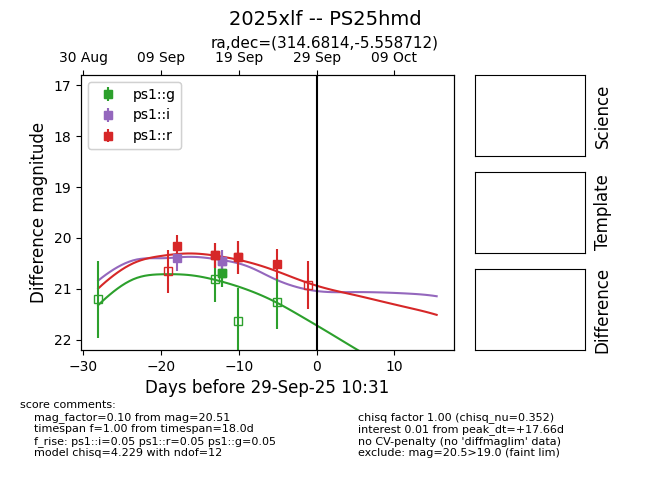 2025xlf -- PS25hmd
ra,dec=(314.6814,-5.558712)
30 Aug 09 Sep 19 Sep 29 Sep 09 Oct
17
18
19
20
21
22
Difference magnitude
ps1::g
ps1::i
ps1::r
−30 −20 −10 0 10
Days before 29-Sep-25 10:31
Science
Template
Difference
score comments:
mag_factor=0.10 from mag=20.51
timespan f=1.00 from timespan=18.0d
f_rise: ps1::i=0.05 ps1::r=0.05 ps1::g=0.05
model chisq=4.229 with ndof=12
chisq factor 1.00 (chisq_nu=0.352)
interest 0.01 from peak_dt=+17.66d
no CV-penalty (no 'diffmaglim' data)
exclude: mag=20.5>19.0 (faint lim)